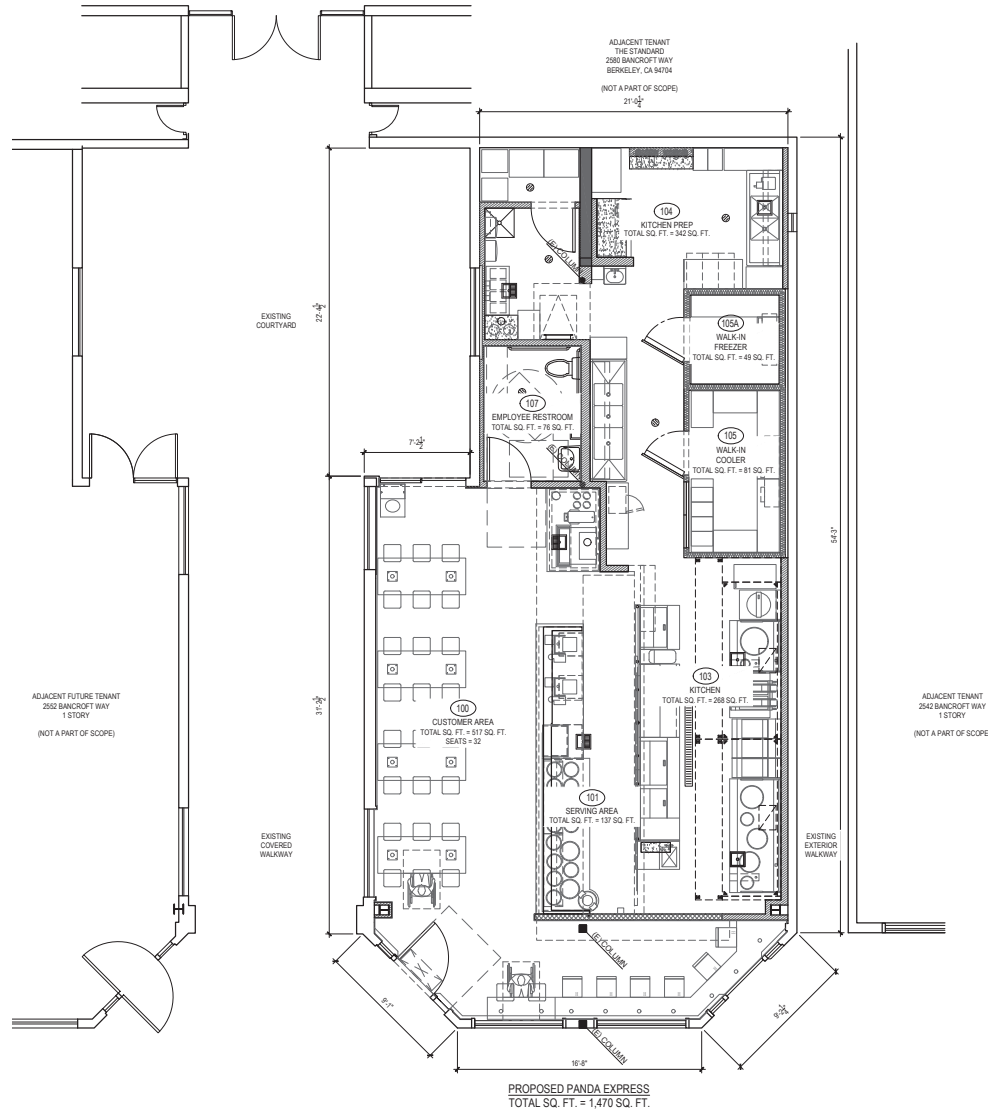 ADJACENT TENANT
THE STANDARD
2580 BANCROFT WAY
BERKELEY, CA 94704
(NOT A PART OF SCOPE)
21'-0¼"
104
KITCHEN PREP
TOTAL SQ. FT. = 342 SQ. FT.
(E) COLUMN
EXISTING
COURTYARD
22'-4½"
105A
WALK-IN
FREEZER
TOTAL SQ. FT. = 49 SQ. FT.
107
EMPLOYEE RESTROOM
TOTAL SQ. FT. = 76 SQ. FT.
7'-2½"
105
WALK-IN
COOLER
TOTAL SQ. FT. = 81 SQ. FT.
54'-3"
ADJACENT FUTURE TENANT
2552 BANCROFT WAY
1 STORY
(NOT A PART OF SCOPE)
31'-2½"
100
CUSTOMER AREA
TOTAL SQ. FT. = 517 SQ. FT.
SEATS = 32
103
KITCHEN
TOTAL SQ. FT. = 268 SQ. FT.
ADJACENT TENANT
2542 BANCROFT WAY
1 STORY
(NOT A PART OF SCOPE
101
SERVING AREA
TOTAL SQ. FT. = 137 SQ. FT.
EXISTING
COVERED
WALKWAY
EXISTING
EXTERIOR
WALKWAY
(E) COLUMN
9'-1"
(E) COLUMN
16'-8"
PROPOSED PANDA EXPRESS
TOTAL SQ. FT. = 1,470 SQ. FT.